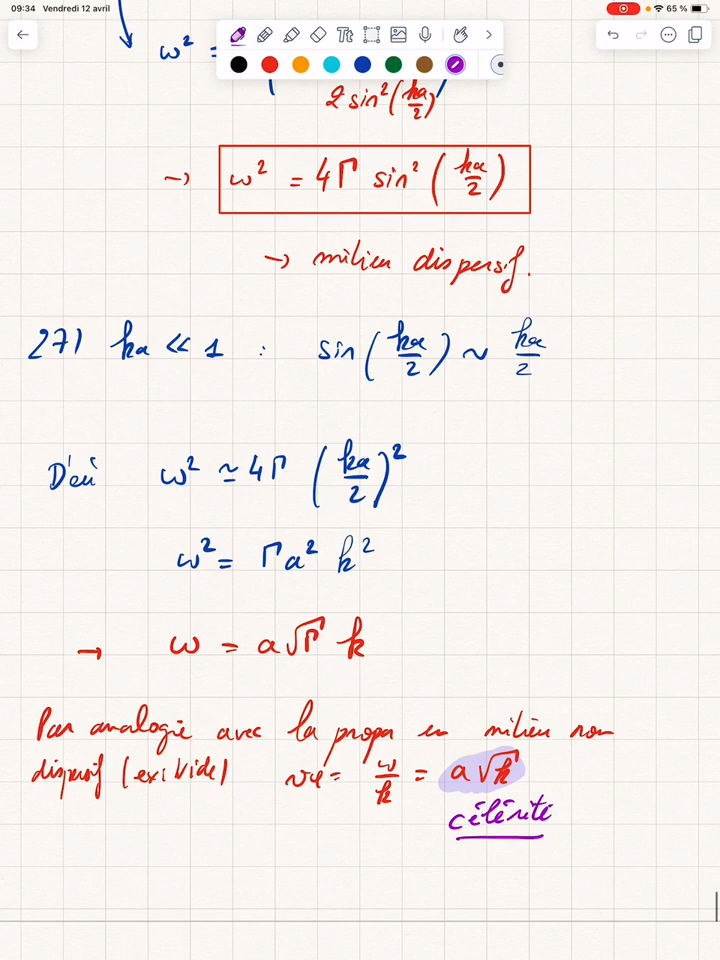 09:34 Vendredi 12 avril
65 %
Tt
ω² =
2 sin²(ka/2)
→ ω² = 4Γ sin² (ka/2)
→ milieu dispersif.
27) ka << 1 : sin (ka/2) ~ ka/2
D'où ω² ≃ 4Γ (ka/2)²
ω² = Γa² k²
→ ω = a√Γ k
Par analogie avec la propa en milieu non
dispersif (ex: Vide) vφ = ω/k = a√k
célérité